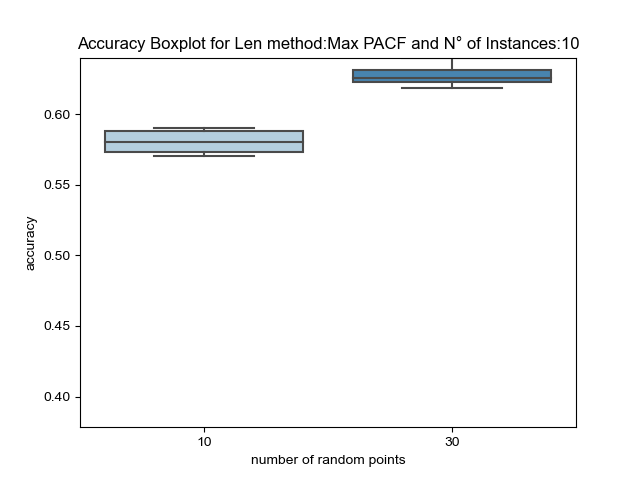 Accuracy Boxplot for Len method:Max PACF and N° of Instances:10
0.60
0.55
0.50
0.45
0.40
accuracy
10
30
number of random points